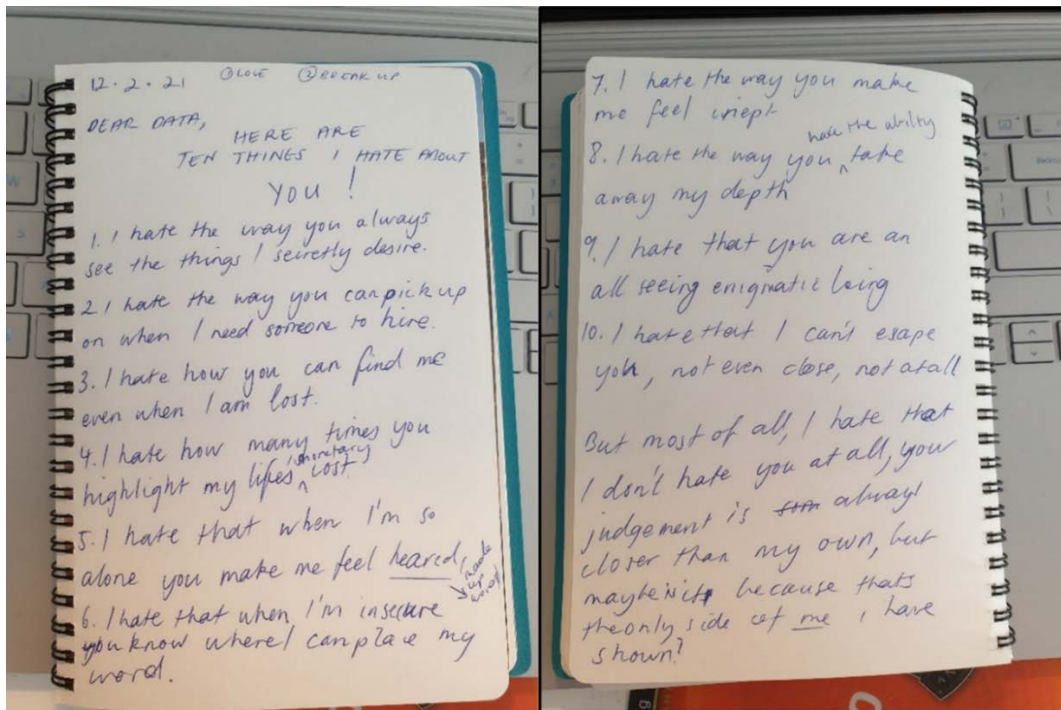 12.2.21 ①LOVE ②BREAK UP
DEAR DATA,
HERE ARE
TEN THINGS I HATE ABOUT
YOU!
1. I hate the way you always
see the things I secretly desire.
2. I hate the way you can pick up
on when I need someone to hire.
3. I hate how you can find me
even when I am lost.
4. I hate how many times you
highlight my lifes' monetary cost.
5. I hate that when I'm so
alone you make me feel heared,
made
up
word
6. I hate that when I'm insecure
you know where I can place my
word.
7. I hate the way you make
me feel inept
have the ability
8. I hate the way you take
away my depth
9. I hate that you are an
all seeing enigmatic being
10. I hate that I can't esape
you, not even close, not at all
But most of all, I hate that
I don't hate you at all, your
judgement is always
closer than my own, but
maybe its because thats
the only side of me I have
shown?